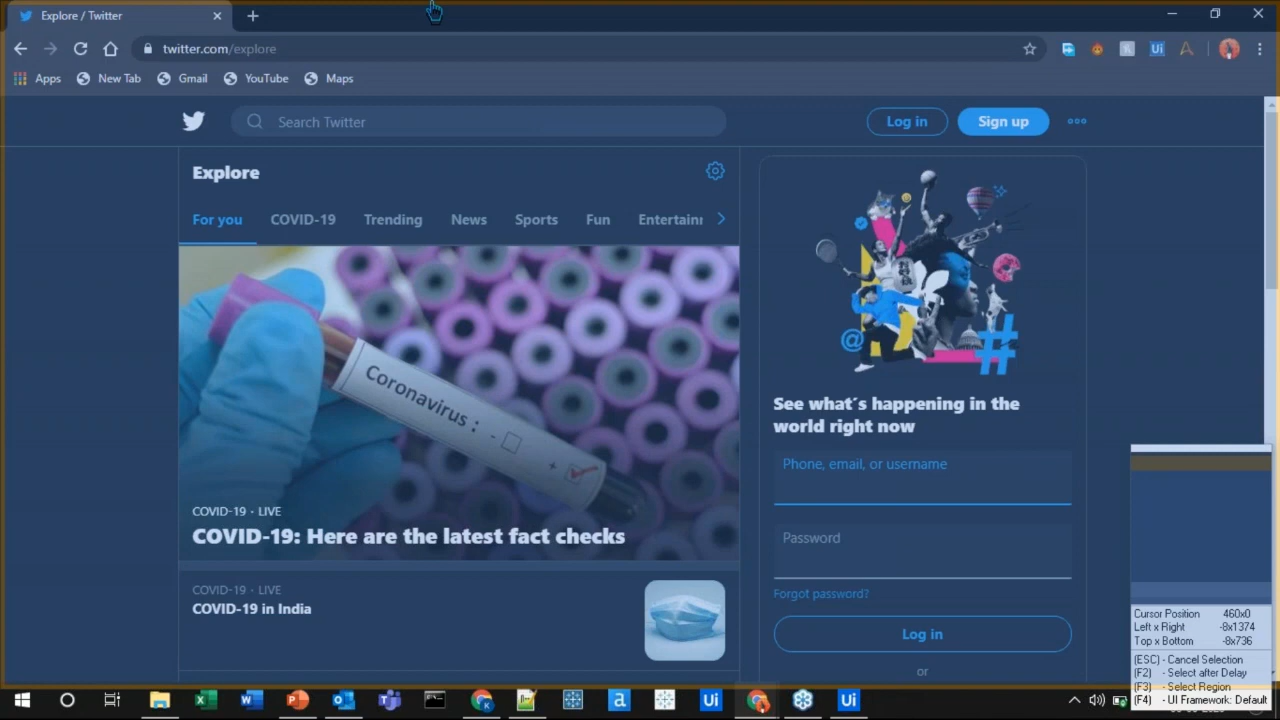 Explore / Twitter
twitter.com/explore
Apps New Tab Gmail YouTube Maps
Search Twitter
Log in Sign up
Explore
For you COVID-19 Trending News Sports Fun Entertainr
Coronavirus :
COVID-19 · LIVE
COVID-19: Here are the latest fact checks
COVID-19 · LIVE
COVID-19 in India
See what's happening in the
world right now
Phone, email, or username
Password
Forgot password?
Log in
or
Cursor Position 460x0
Left x Right -8x1374
Top x Bottom -8x736
(ESC) - Cancel Selection
(F2) - Select after Delay
(F3) - Select Region
(F4) - UI Framework: Default